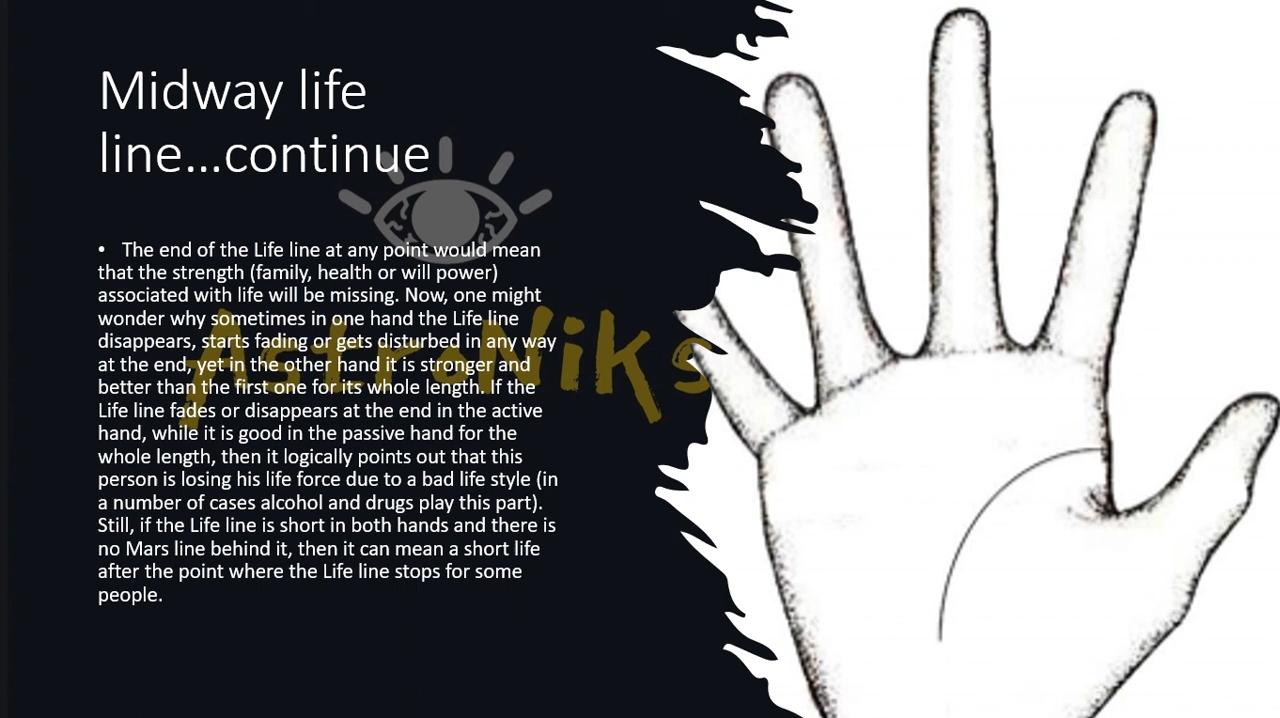 Midway life
line...continue
• The end of the Life line at any point would mean
that the strength (family, health or will power)
associated with life will be missing. Now, one might
wonder why sometimes in one hand the Life line
disappears, starts fading or gets disturbed in any way
at the end, yet in the other hand it is stronger and
better than the first one for its whole length. If the
Life line fades or disappears at the end in the active
hand, while it is good in the passive hand for the
whole length, then it logically points out that this
person is losing his life force due to a bad life style (in
a number of cases alcohol and drugs play this part).
Still, if the Life line is short in both hands and there is
no Mars line behind it, then it can mean a short life
after the point where the Life line stops for some
people.
AstroNiks